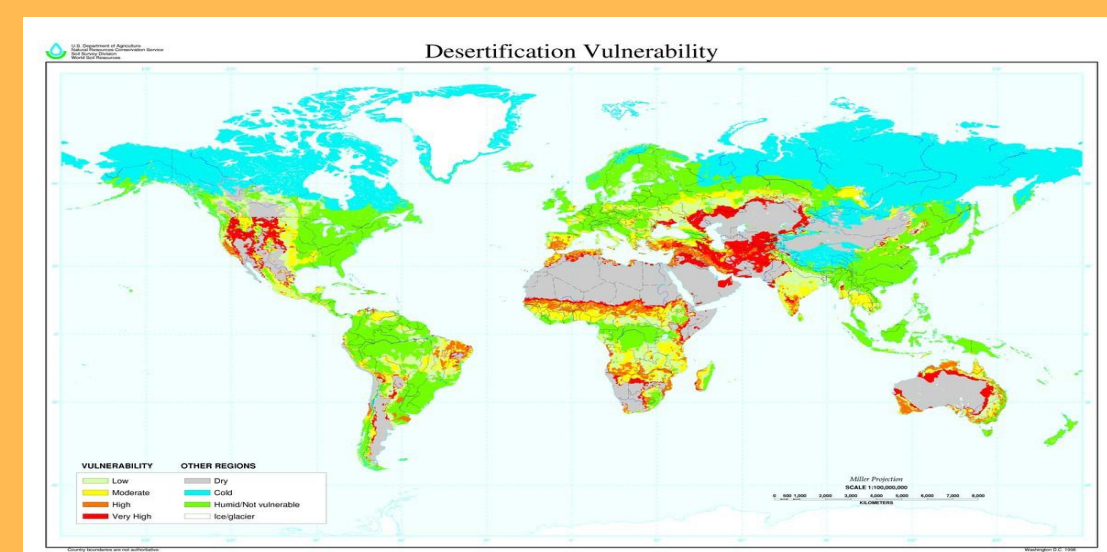 U.S. Department of Agriculture
Natural Resources Conservation Service
Soil Survey Division
World Soil Resources
Desertification Vulnerability
VULNERABILITY
Low
Moderate
High
Very High
OTHER REGIONS
Dry
Cold
Humid/Not vulnerable
Ice/glacier
Miller Projection
SCALE 1:100,000,000
0 500 1,000 2,000 3,000 4,000 5,000 6,000 7,000 8,000
KILOMETERS
Country boundaries are not authoritative
Washington D.C. 1998